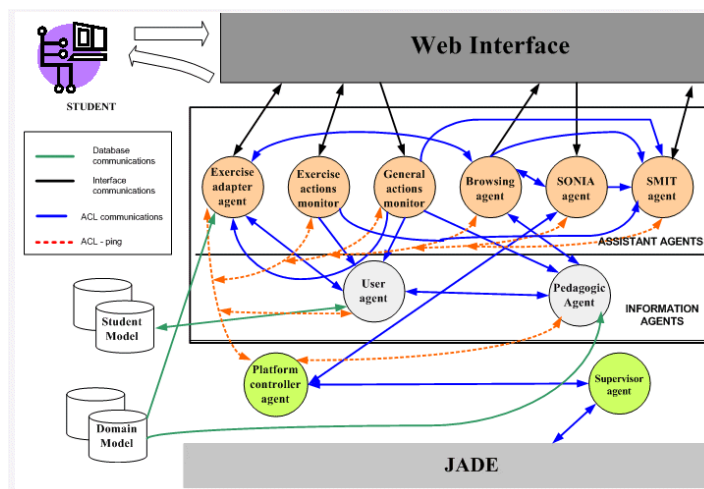 Web Interface
STUDENT
Database
communications
Interface
communications
ACL communications
ACL - ping
Exercise
adapter
agent
Exercise
actions
monitor
General
actions
monitor
Browsing
agent
SONIA
agent
SMIT
agent
ASSISTANT AGENTS
User
agent
Pedagogic
Agent
INFORMATION
AGENTS
Student
Model
Platform
controller
agent
Supervisor
agent
Domain
Model
JADE